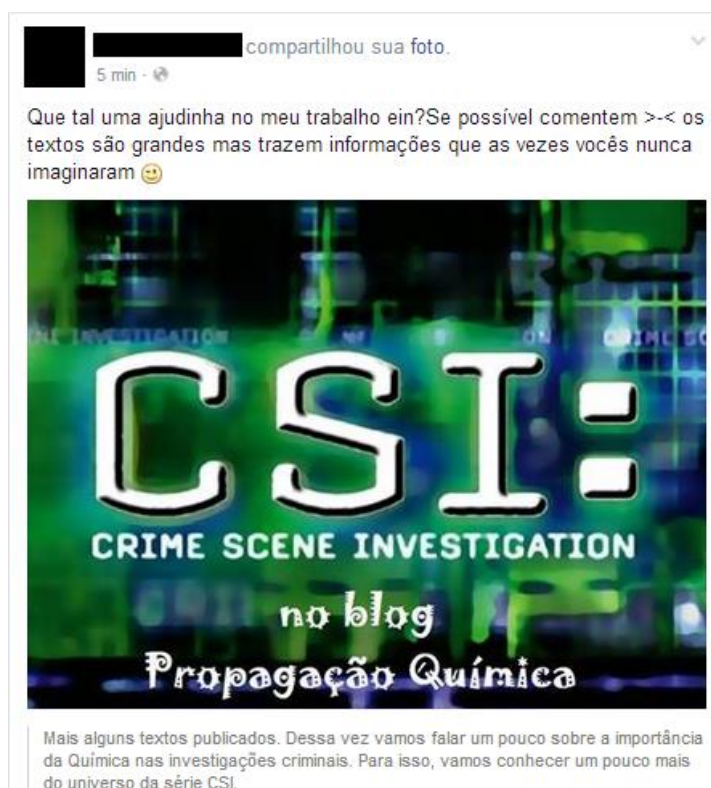 compartilhou sua foto.
5 min ·
Que tal uma ajudinha no meu trabalho ein?Se possível comentem >-< os
textos são grandes mas trazem informações que as vezes vocês nunca
imaginaram
CSI:
CRIME SCENE INVESTIGATION
no blog
Propagação Química
Mais alguns textos publicados. Dessa vez vamos falar um pouco sobre a importância
da Química nas investigações criminais. Para isso, vamos conhecer um pouco mais
do universo da série CSI.